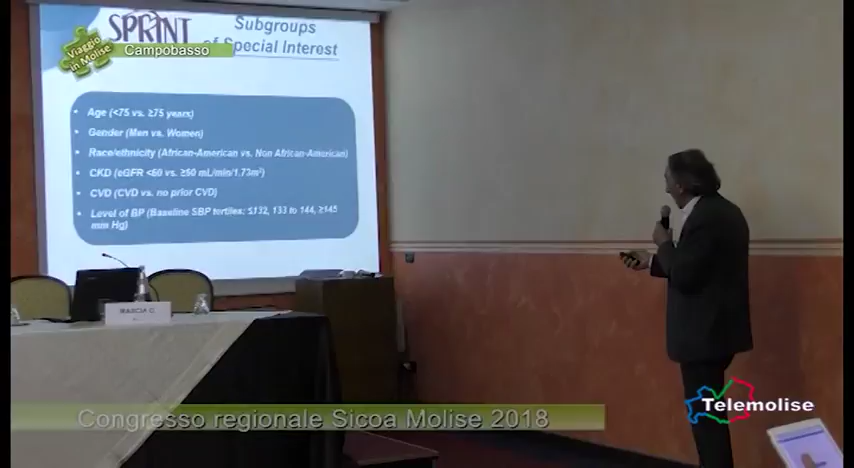 SPRINT
Subgroups
of Special Interest
Viaggio
in Molise
Campobasso
• Age (<75 vs. ≥75 years)
• Gender (Men vs. Women)
• Race/ethnicity (African-American vs. Non African-American)
• CKD (eGFR <60 vs. ≥60 mL/min/1.73m²)
• CVD (CVD vs. no prior CVD)
• Level of BP (Baseline SBP tertiles: ≤132, 133 to 144, ≥145
mm Hg)
MARCIA G.
Congresso regionale Sicoa Molise 2018
Telemolise